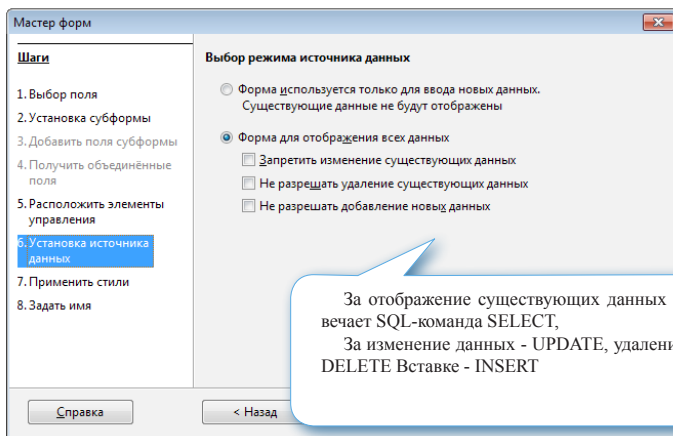 Мастер форм
Шаги
1. Выбор поля
2. Установка субформы
3. Добавить поля субформы
4. Получить объединённые
поля
5. Расположить элементы
управления
6. Установка источника
данных
7. Применить стили
8. Задать имя
Выбор режима источника данных
Форма используется только для ввода новых данных.
Существующие данные не будут отображены
Форма для отображения всех данных
Запретить изменение существующих данных
Не разрешать удаление существующих данных
Не разрешать добавление новых данных
За отображение существующих данных
вечает SQL-команда SELECT,
За изменение данных - UPDATE, удалени
DELETE Вставке - INSERT
Справка
< Назад